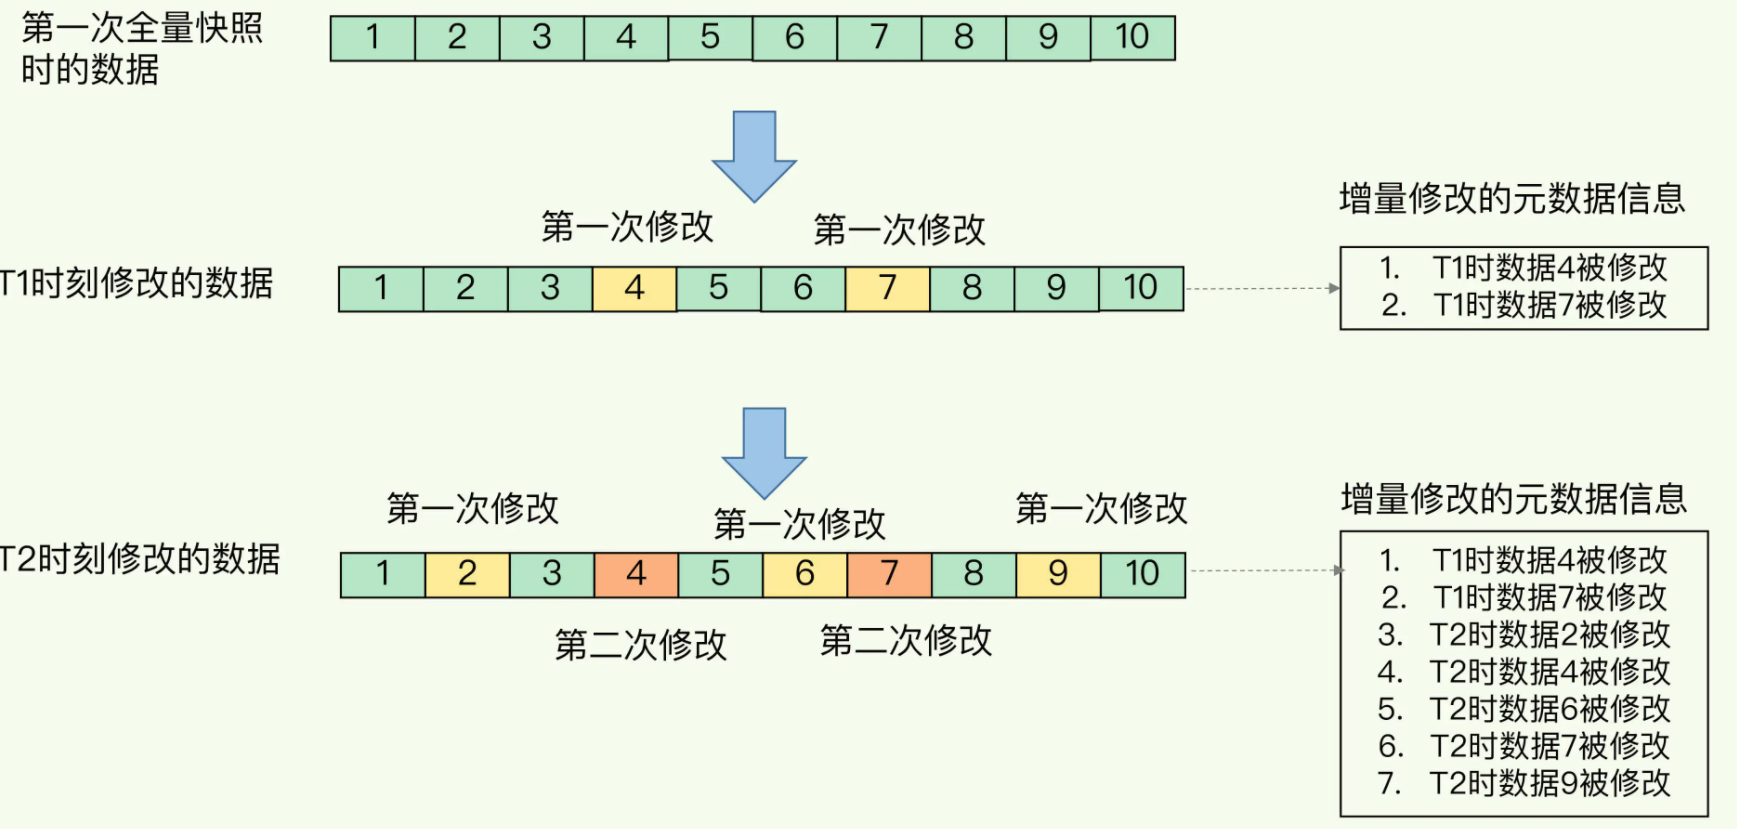 第一次全量快照
时的数据
1 2 3 4 5 6 7 8 9 10
第一次修改 第一次修改
T1时刻修改的数据
1 2 3 4 5 6 7 8 9 10
增量修改的元数据信息
1. T1时数据4被修改
2. T1时数据7被修改
第一次修改 第一次修改 第一次修改
T2时刻修改的数据
1 2 3 4 5 6 7 8 9 10
第二次修改 第二次修改
增量修改的元数据信息
1. T1时数据4被修改
2. T1时数据7被修改
3. T2时数据2被修改
4. T2时数据4被修改
5. T2时数据6被修改
6. T2时数据7被修改
7. T2时数据9被修改